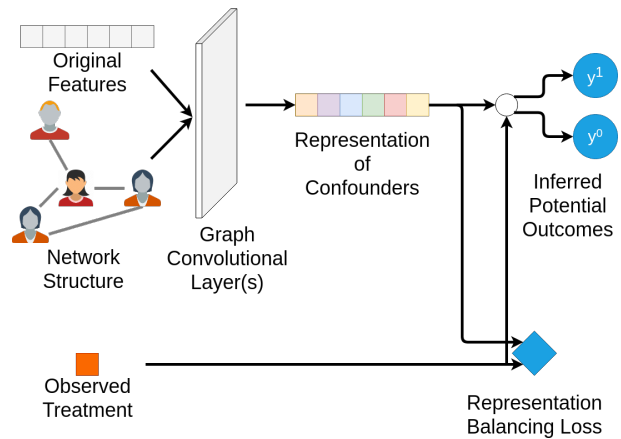 Original
Features
Network
Structure
Graph
Convolutional
Layer(s)
Representation
of
Confounders
y1
y0
Inferred
Potential
Outcomes
Observed
Treatment
Representation
Balancing Loss